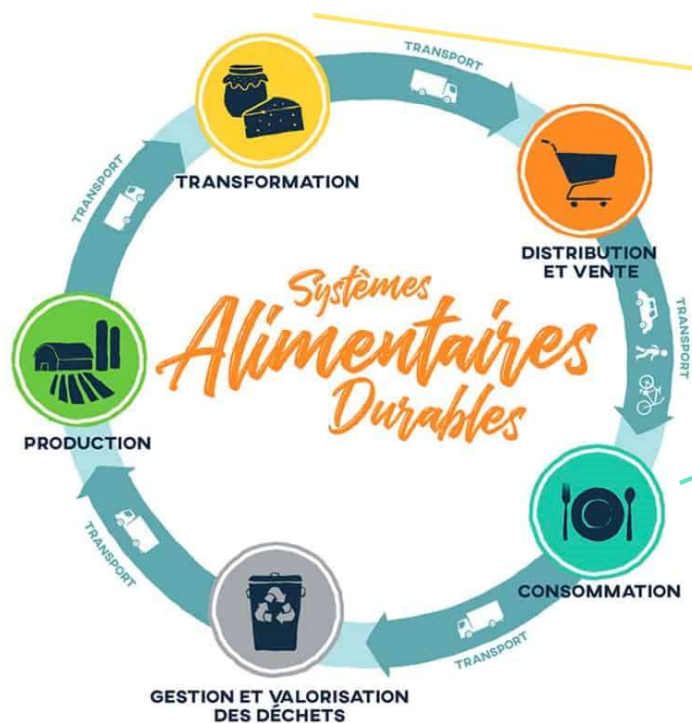 TRANSPORT
TRANSFORMATION
TRANSPORT
DISTRIBUTION
ET VENTE
TRANSPORT
Systèmes
Alimentaires
Durables
PRODUCTION
CONSOMMATION
TRANSPORT
TRANSPORT
GESTION ET VALORISATION
DES DÉCHETS